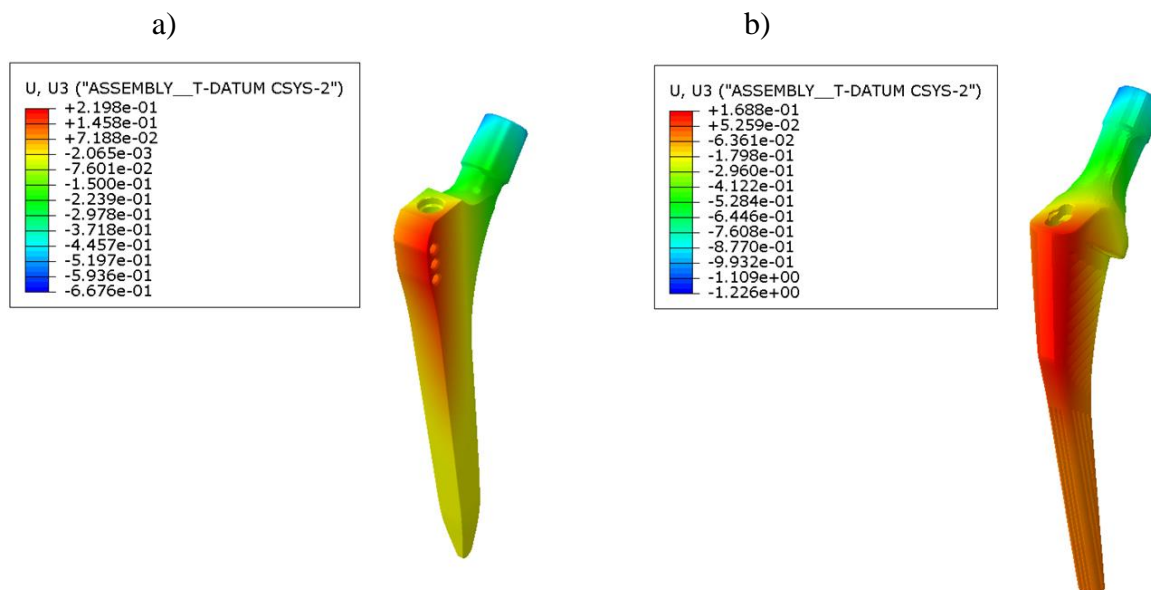 a)
b)
U, U3 ("ASSEMBLY__T-DATUM CSYS-2")
+2.198e-01
+1.458e-01
+7.188e-02
-2.065e-03
-7.601e-02
-1.500e-01
-2.239e-01
-2.978e-01
-3.718e-01
-4.457e-01
-5.197e-01
-5.936e-01
-6.676e-01
U, U3 ("ASSEMBLY__T-DATUM CSYS-2")
+1.688e-01
+5.259e-02
-6.361e-02
-1.798e-01
-2.960e-01
-4.122e-01
-5.284e-01
-6.446e-01
-7.608e-01
-8.770e-01
-9.932e-01
-1.109e+00
-1.226e+00